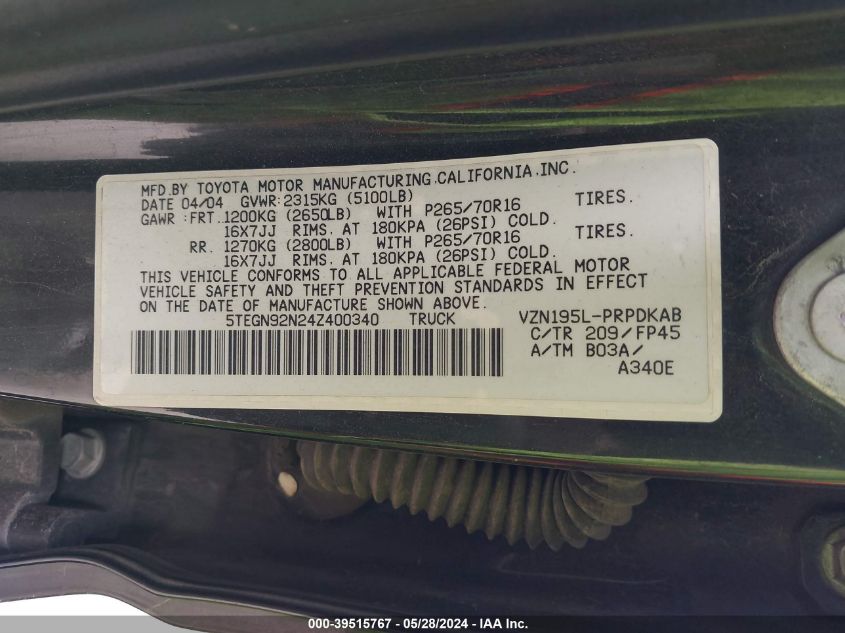 MFD.BY TOYOTA MOTOR MANUFACTURING,CALIFORNIA,INC.
DATE 04/04 GVWR:2315KG (5100LB)
GAWR :FRT.1200KG (2650LB) WITH P265/70R16 TIRES.
16X7JJ RIMS. AT 180KPA (26PSI) COLD.
RR. 1270KG (2800LB) WITH P265/70R16 TIRES.
16X7JJ RIMS. AT 180KPA (26PSI) COLD.
THIS VEHICLE CONFORMS TO ALL APPLICABLE FEDERAL MOTOR
VEHICLE SAFETY AND THEFT PREVENTION STANDARDS IN EFFECT
ON THE DATE OF MANUFACTURE SHOWN ABOVE.
5TEGN92N24Z400340 TRUCK VZN195L-PRPDKAB
C/TR 209/FP45
A/TM B03A/
A340E
000-39515767 - 05/28/2024 - IAA Inc.